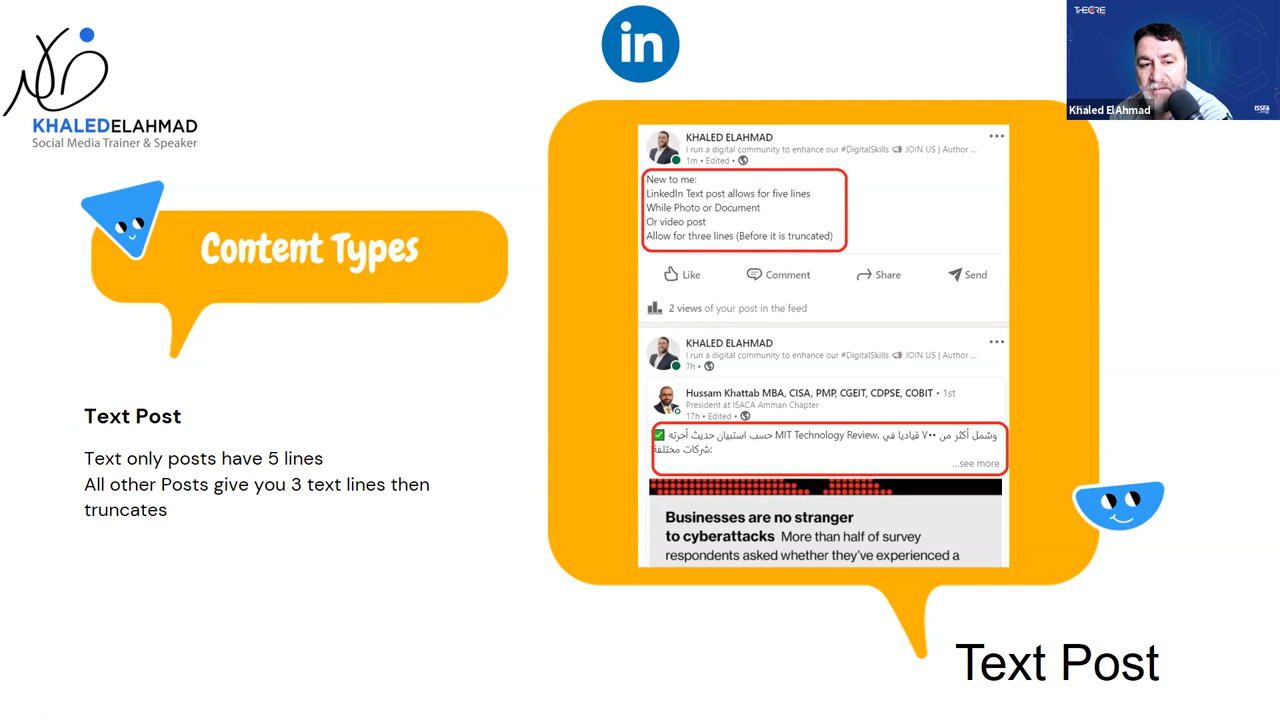 in
THECORE
Khaled ElAhmad
ISSFA
KHALEDELAHMAD
Social Media Trainer & Speaker
Content Types
Text Post
Text only posts have 5 lines
All other Posts give you 3 text lines then
truncates
KHALED ELAHMAD
I run a digital community to enhance our #DigitalSkills 📢 JOIN US | Author ...
1m • Edited •
New to me:
LinkedIn Text post allows for five lines
While Photo or Document
Or video post
Allow for three lines (Before it is truncated)
Like Comment Share Send
2 views of your post in the feed
KHALED ELAHMAD
I run a digital community to enhance our #DigitalSkills 📢 JOIN US | Author ...
7h •
Hussam Khattab MBA, CISA, PMP, CGEIT, CDPSE, COBIT • 1st
President at ISACA Amman Chapter
17h • Edited •
✅ حسب استبيان حديث أجرته MIT Technology Review، وشمل أكثر من ٧٠٠ قياديا في
شركات مختلفة:
...see more
Businesses are no stranger
to cyberattacks More than half of survey
respondents asked whether they've experienced a
Text Post